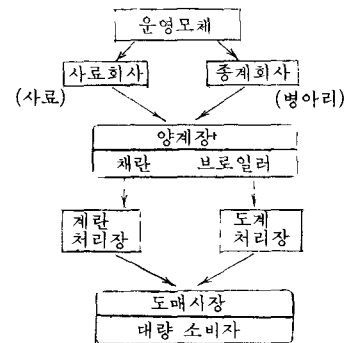 운영모체
사료회사 종계회사
(사료) (병아리)
양계장
채란 브로일러
계란 도계
처리장 처리장
도매시장
대량 소비자